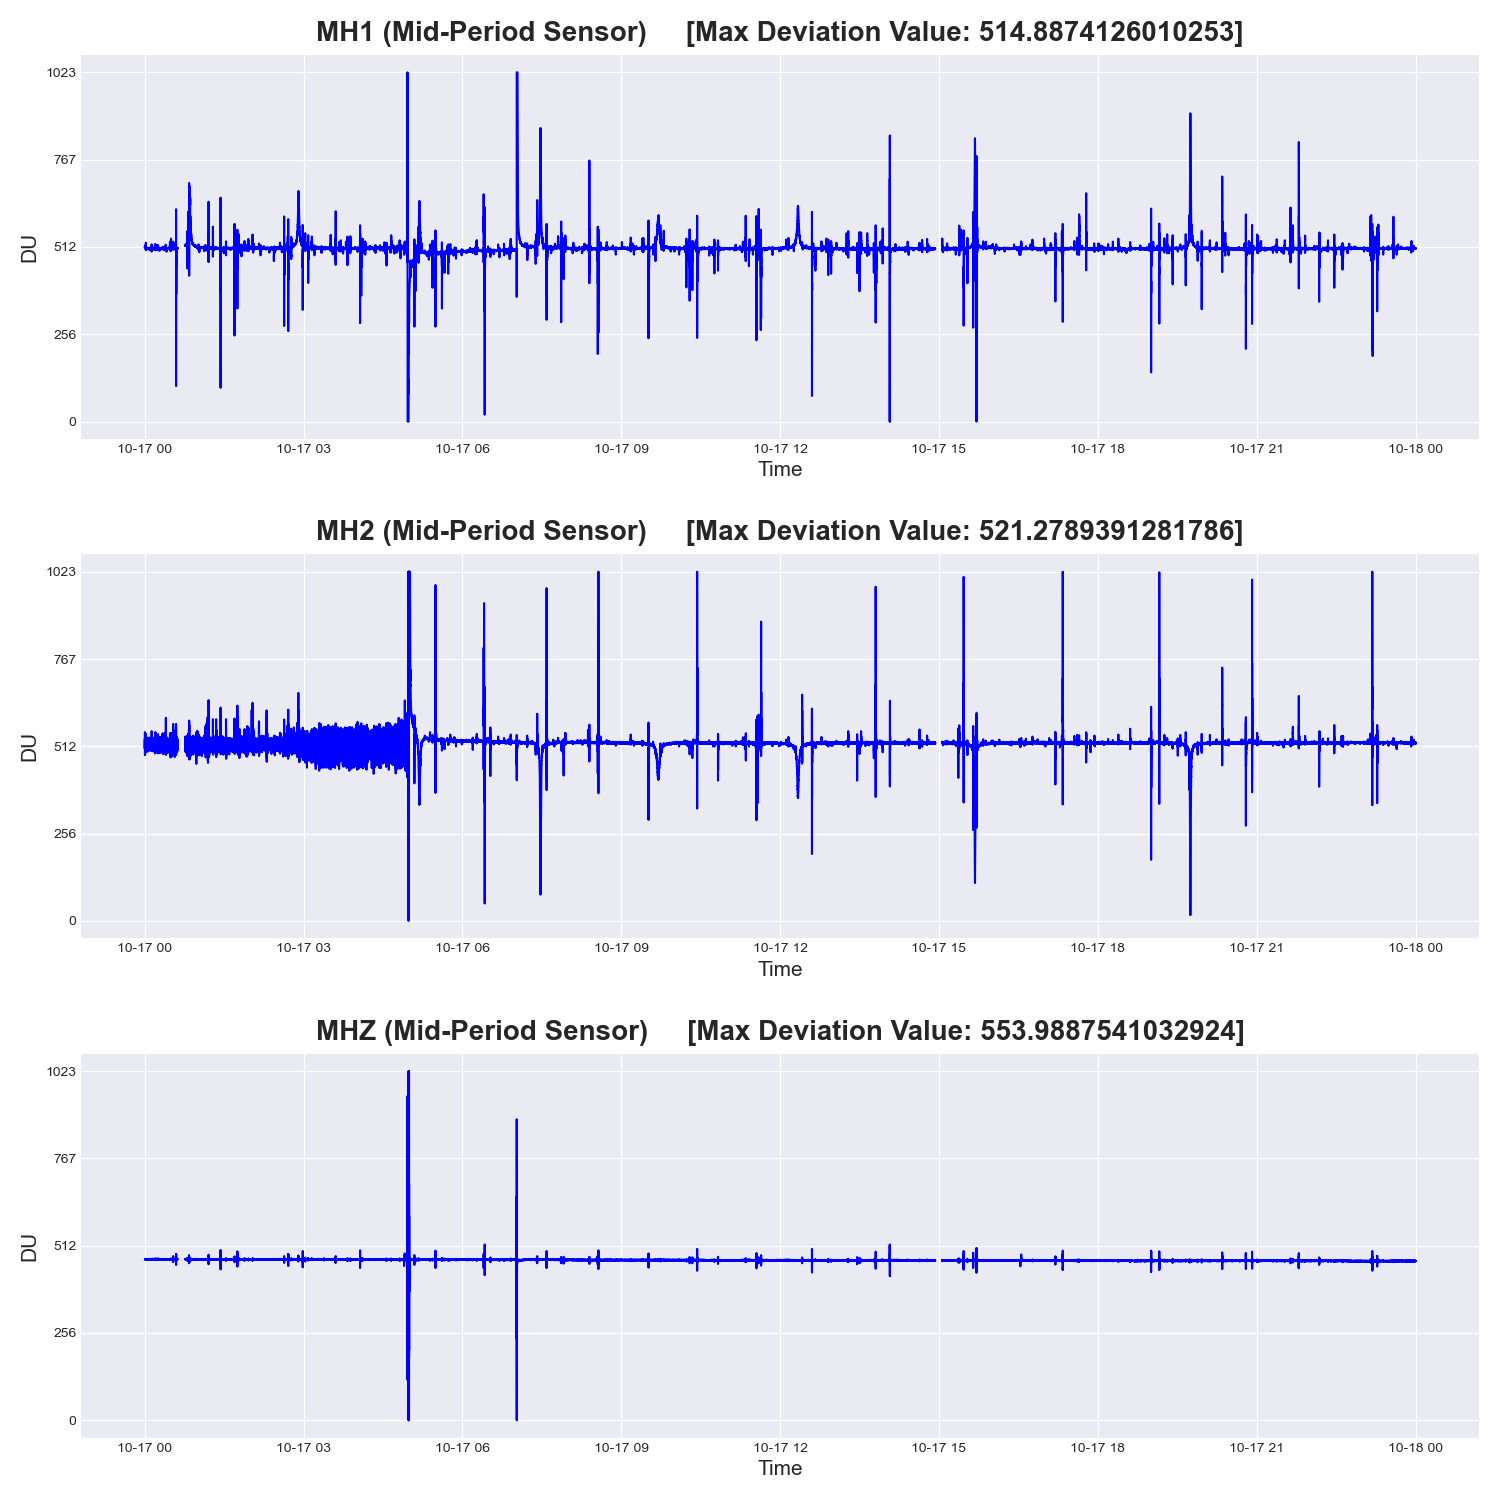 MH1 (Mid-Period Sensor) [Max Deviation Value: 514.8874126010253]
1023
767
512
256
0
DU
10-17 00 10-17 03 10-17 06 10-17 09 10-17 12 10-17 15 10-17 18 10-17 21 10-18 00
Time
MH2 (Mid-Period Sensor) [Max Deviation Value: 521.2789391281786]
1023
767
512
256
0
DU
10-17 00 10-17 03 10-17 06 10-17 09 10-17 12 10-17 15 10-17 18 10-17 21 10-18 00
Time
MHZ (Mid-Period Sensor) [Max Deviation Value: 553.9887541032924]
1023
767
512
256
0
DU
10-17 00 10-17 03 10-17 06 10-17 09 10-17 12 10-17 15 10-17 18 10-17 21 10-18 00
Time